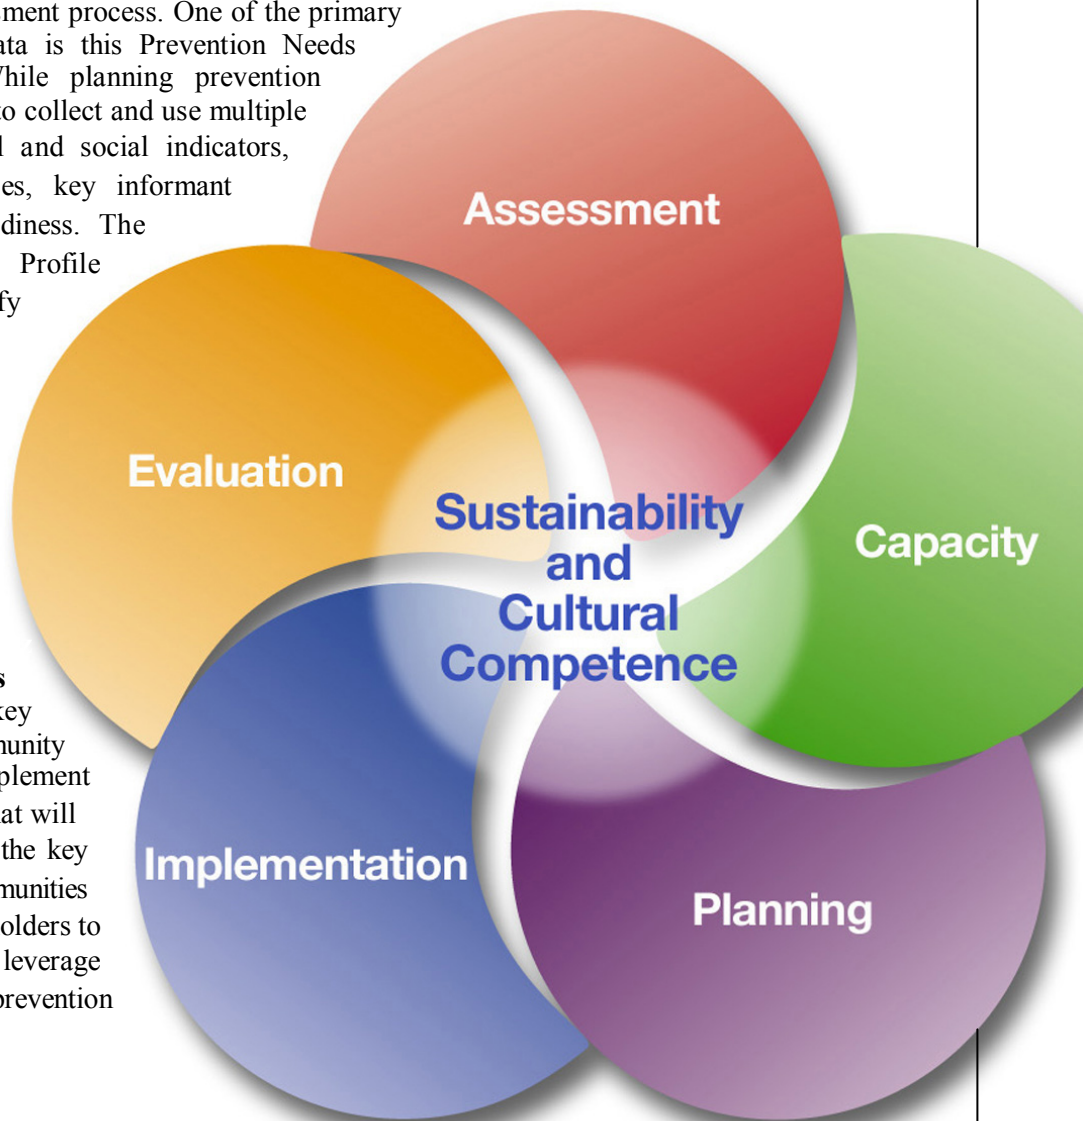 sment process. One of the primary
ata is this Prevention Needs
While planning prevention
to collect and use multiple
l and social indicators,
es, key informant
diness. The
Profile
fy
Assessment
Evaluation
Capacity
Sustainability
and
Cultural
Competence
Implementation
Planning
s
key
munity
plement
hat will
the key
munities
olders to
leverage
prevention